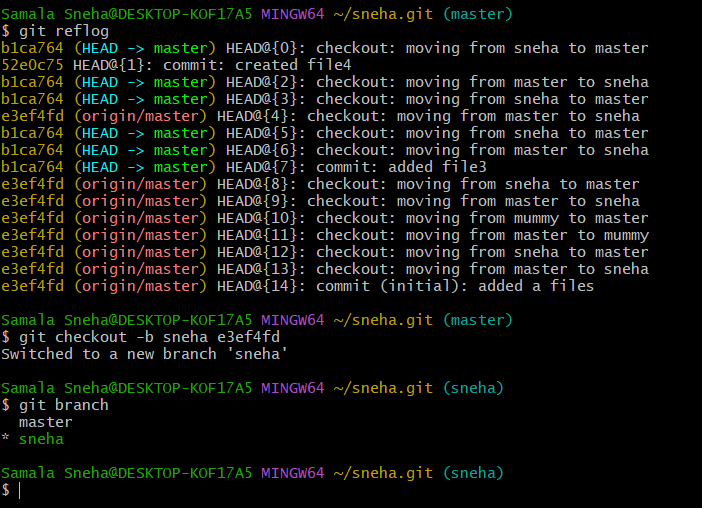 Samala Sneha@DESKTOP-KOF17A5 MINGW64 ~/sneha.git (master)
$ git reflog
b1ca764 (HEAD -> master) HEAD@{0}: checkout: moving from sneha to master
52e0c75 HEAD@{1}: commit: created file4
b1ca764 (HEAD -> master) HEAD@{2}: checkout: moving from master to sneha
b1ca764 (HEAD -> master) HEAD@{3}: checkout: moving from sneha to master
e3ef4fd (origin/master) HEAD@{4}: checkout: moving from master to sneha
b1ca764 (HEAD -> master) HEAD@{5}: checkout: moving from sneha to master
b1ca764 (HEAD -> master) HEAD@{6}: checkout: moving from master to sneha
b1ca764 (HEAD -> master) HEAD@{7}: commit: added file3
e3ef4fd (origin/master) HEAD@{8}: checkout: moving from sneha to master
e3ef4fd (origin/master) HEAD@{9}: checkout: moving from master to sneha
e3ef4fd (origin/master) HEAD@{10}: checkout: moving from mummy to master
e3ef4fd (origin/master) HEAD@{11}: checkout: moving from master to mummy
e3ef4fd (origin/master) HEAD@{12}: checkout: moving from sneha to master
e3ef4fd (origin/master) HEAD@{13}: checkout: moving from master to sneha
e3ef4fd (origin/master) HEAD@{14}: commit (initial): added a files
Samala Sneha@DESKTOP-KOF17A5 MINGW64 ~/sneha.git (master)
$ git checkout -b sneha e3ef4fd
Switched to a new branch 'sneha'
Samala Sneha@DESKTOP-KOF17A5 MINGW64 ~/sneha.git (sneha)
$ git branch
master
* sneha
Samala Sneha@DESKTOP-KOF17A5 MINGW64 ~/sneha.git (sneha)
$